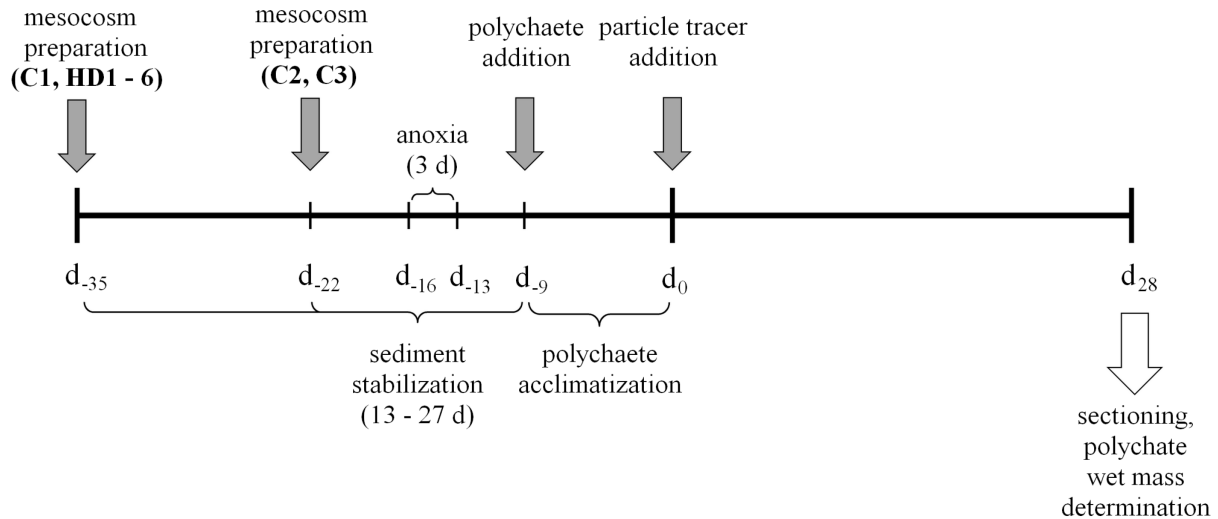 mesocosm
preparation
(C1, HD1 - 6)
mesocosm
preparation
(C2, C3)
polychaete
addition
particle tracer
addition
anoxia
(3 d)
d-35
d-22
d-16
d-13
d-9
d0
d28
sediment
stabilization
(13 - 27 d)
polychaete
acclimatization
sectioning,
polychate
wet mass
determination